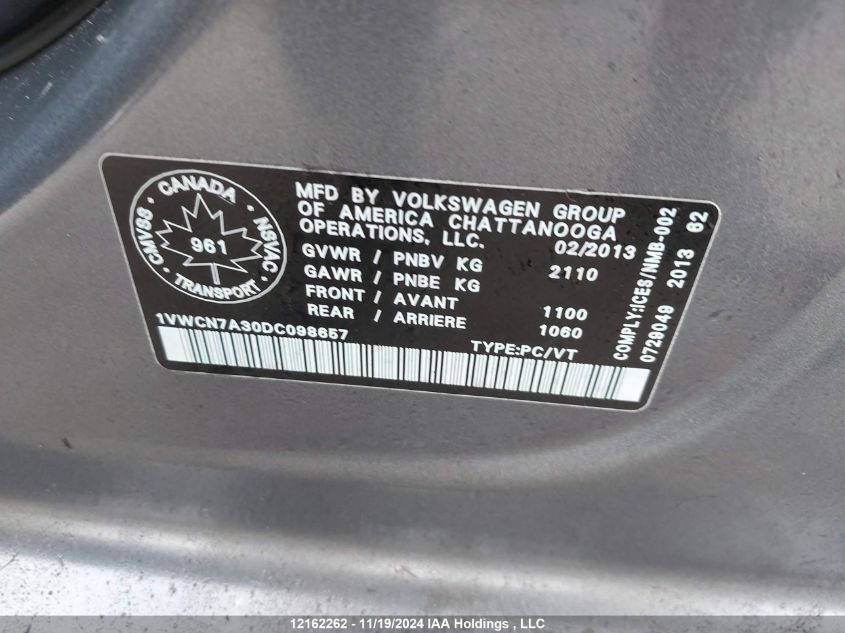 CANADA
CMVSS
NSVAC
961
TRANSPORT
MFD BY VOLKSWAGEN GROUP
OF AMERICA CHATTANOOGA
OPERATIONS, LLC. 02/2013
GVWR / PNBV KG 2110
GAWR / PNBE KG
FRONT / AVANT 1100
REAR / ARRIERE 1060
1VWCN7A30DC098657
TYPE:PC/VT
COMPLY:ICES/NMB-002
0729049 2013 62
12162262 - 11/19/2024 IAA Holdings , LLC